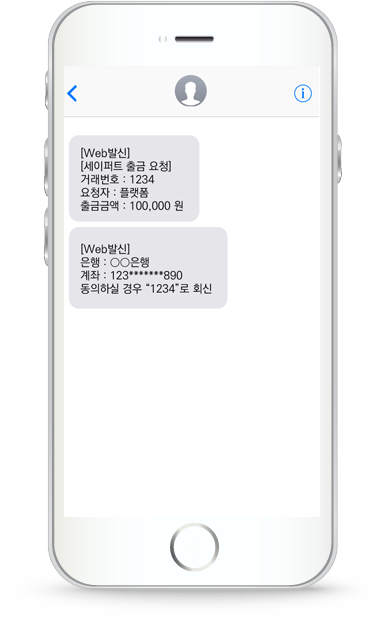 [Web발신]
[세이퍼트 출금 요청]
거래번호 : 1234
요청자 : 플랫폼
출금금액 : 100,000 원
[Web발신]
은행 : ○○은행
계좌 : 123*******890
동의하실 경우 “1234”로 회신